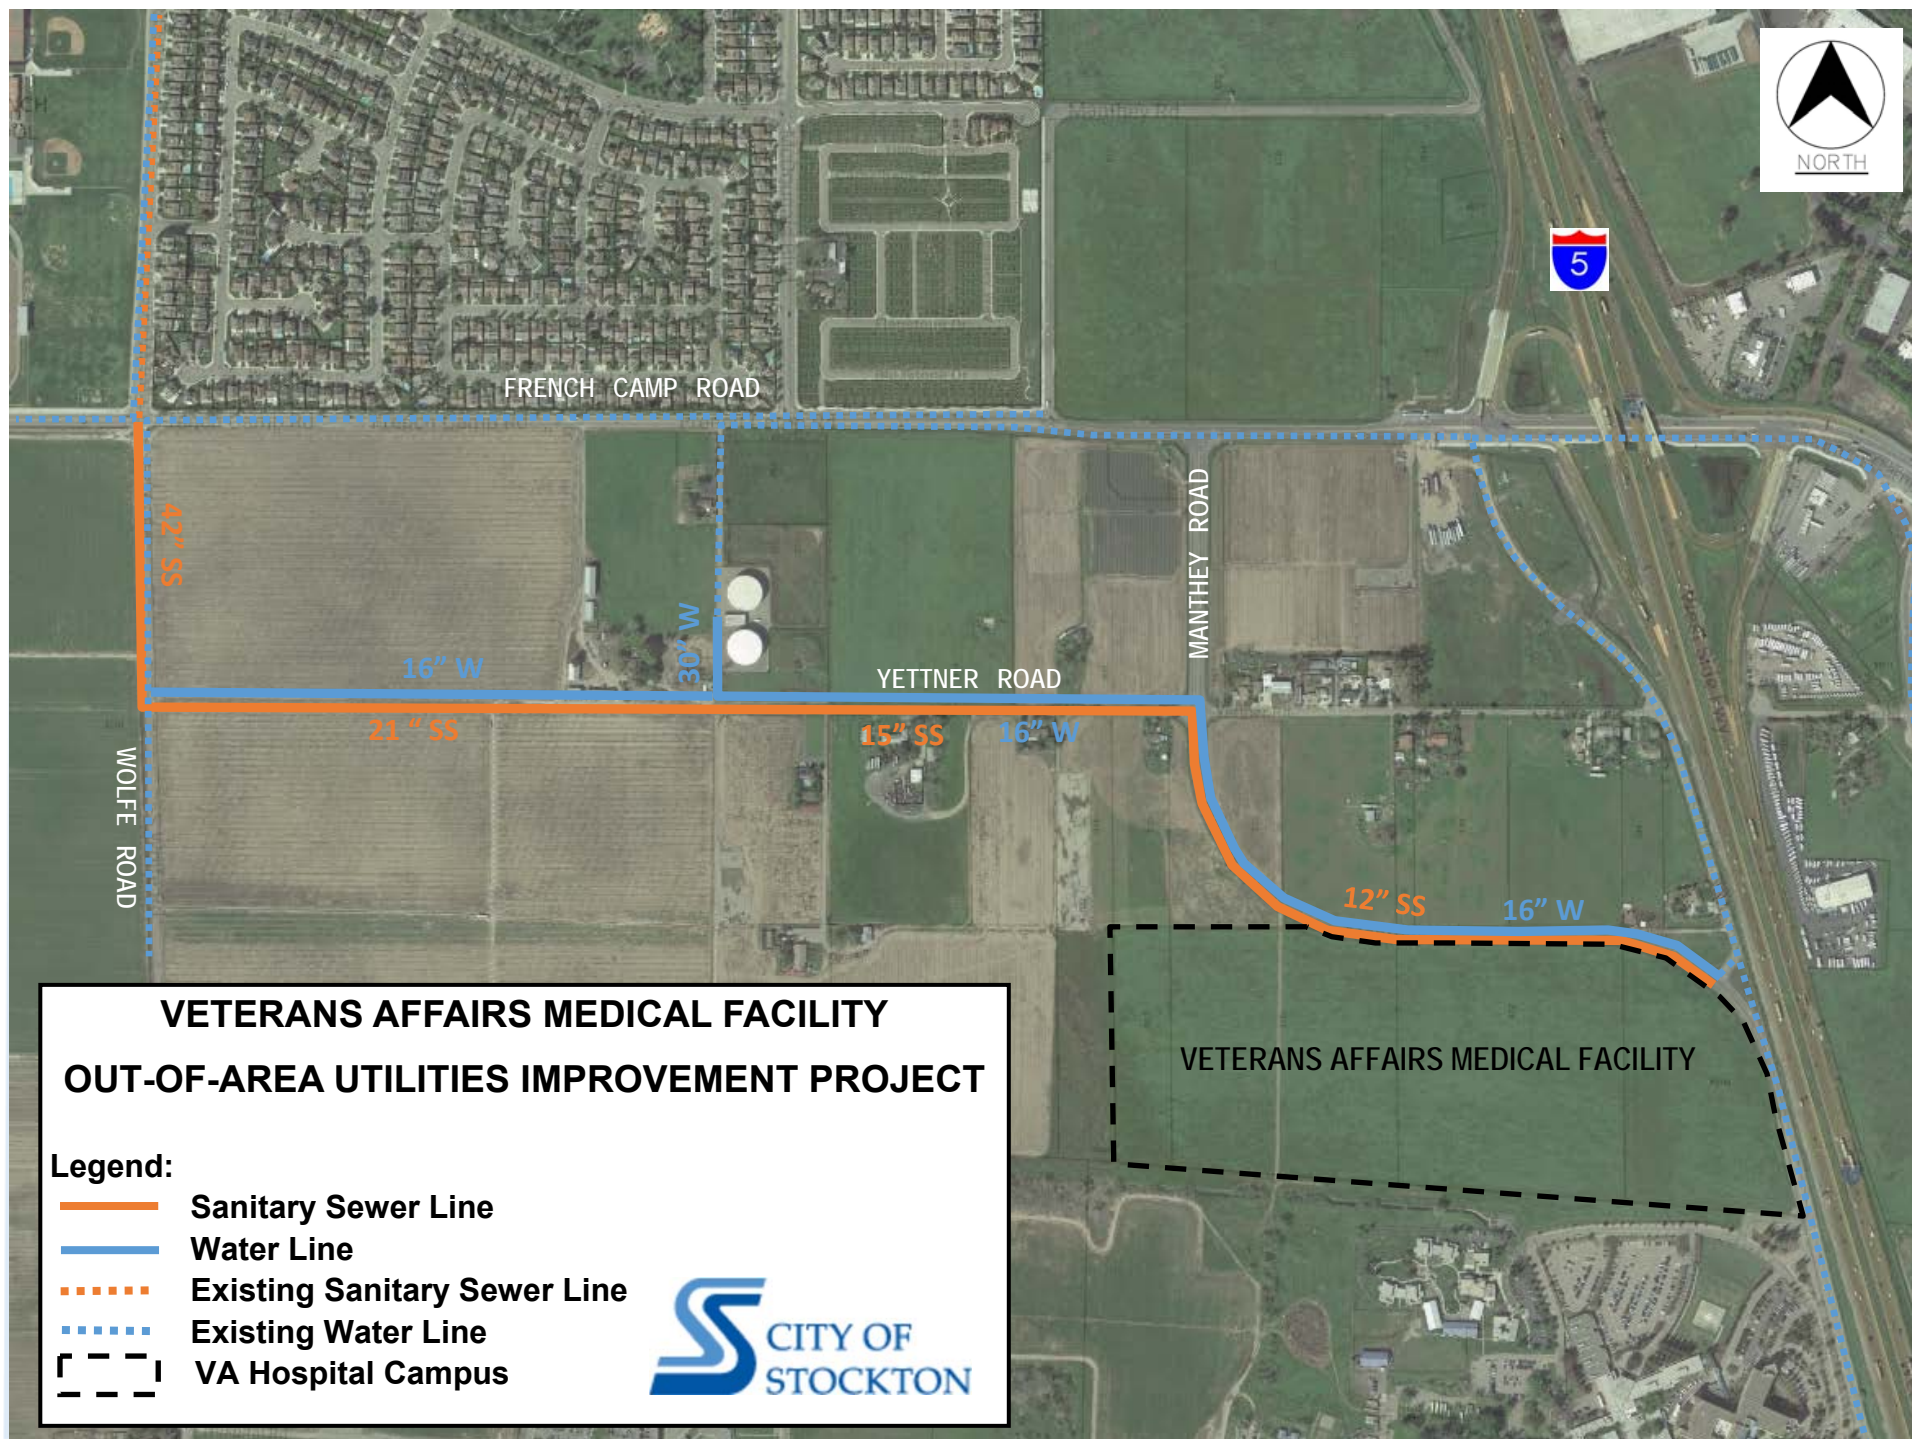 NORTH
5
Manthey Rd
FRENCH CAMP ROAD
42" SS
MANTHEY ROAD
30" W
16" W
YETTNER ROAD
21 “ SS
15” SS
16” W
WOLFE ROAD
12” SS
16” W
VETERANS AFFAIRS MEDICAL FACILITY
VETERANS AFFAIRS MEDICAL FACILITY
OUT-OF-AREA UTILITIES IMPROVEMENT PROJECT
Legend:
Sanitary Sewer Line
Water Line
Existing Sanitary Sewer Line
Existing Water Line
VA Hospital Campus
CITY OF
STOCKTON